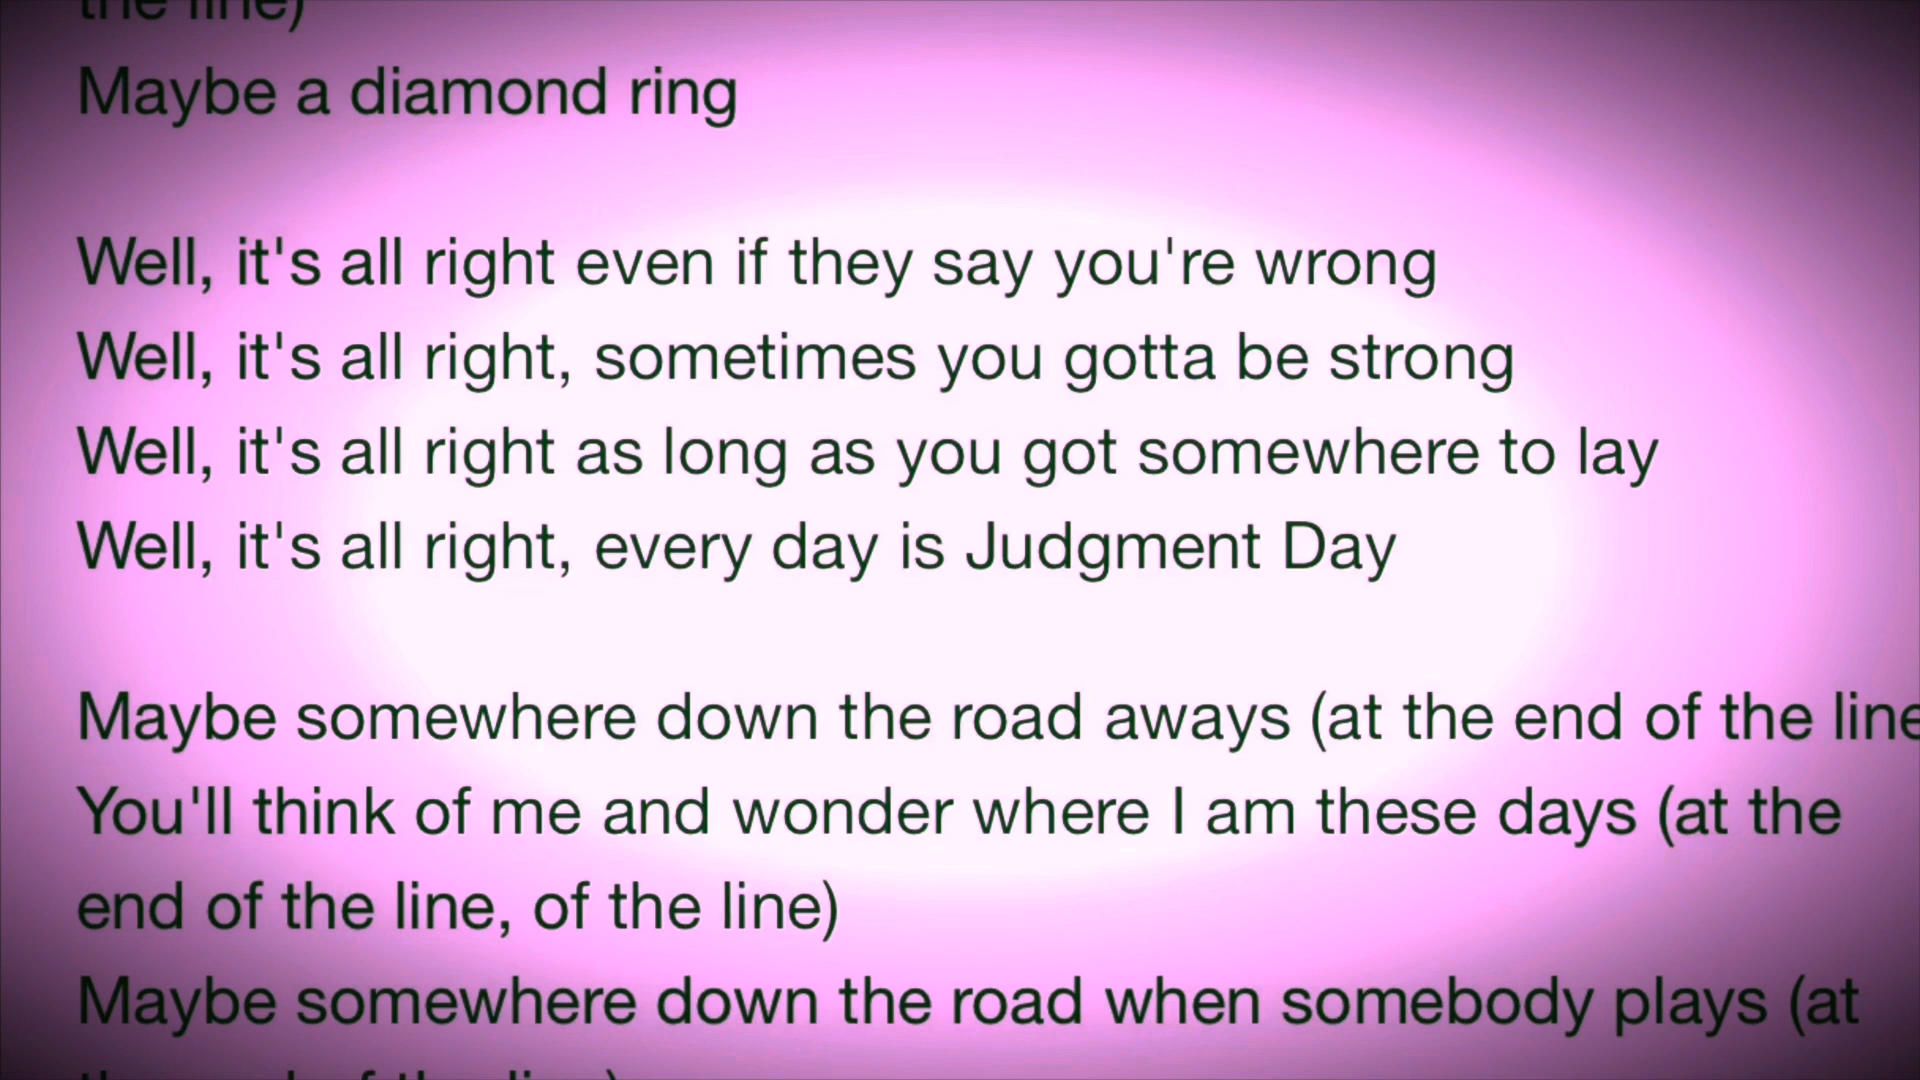 the line)
Maybe a diamond ring
Well, it's all right even if they say you're wrong
Well, it's all right, sometimes you gotta be strong
Well, it's all right as long as you got somewhere to lay
Well, it's all right, every day is Judgment Day
Maybe somewhere down the road aways (at the end of the line
You'll think of me and wonder where I am these days (at the
end of the line, of the line)
Maybe somewhere down the road when somebody plays (at